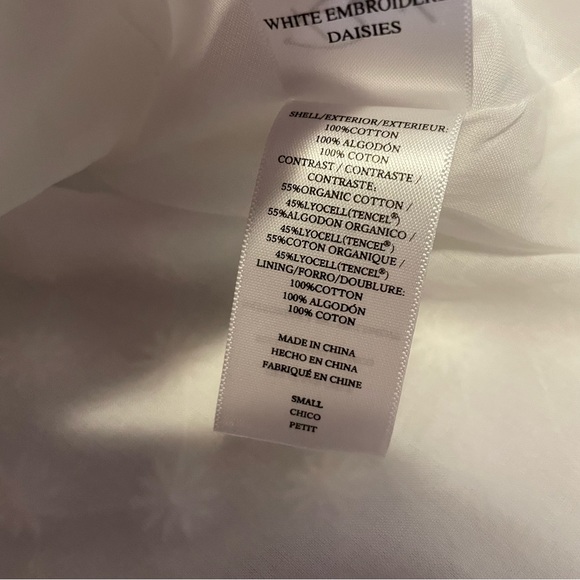 WHITE EMBROIDERE
DAISIES
SHELL/EXTERIOR/EXTERIEUR:
100%COTTON
100% ALGODÓN
100% COTON
CONTRAST / CONTRASTE /
CONTRASTE:
55%ORGANIC COTTON /
45%LYOCELL(TENCEL®)
55%ALGODON ORGANICO /
45%LYOCELL(TENCEL®)
55%COTON ORGANIQUE /
45%LYOCELL(TENCEL®)
LINING/FORRO/DOUBLURE:
100%COTTON
100% ALGODÓN
100% COTON
MADE IN CHINA
HECHO EN CHINA
FABRIQUÉ EN CHINE
SMALL
CHICO
PETIT